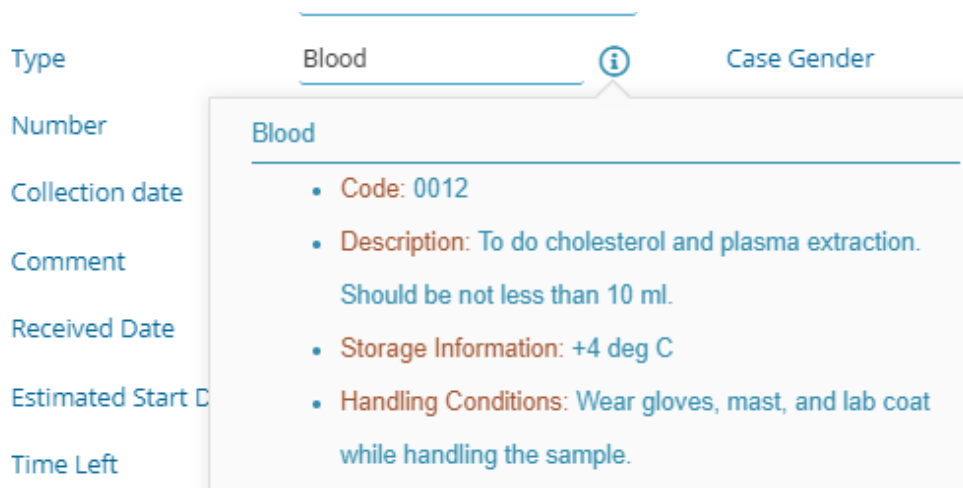 Type Blood Case Gender
Number
Blood
Collection date
Code: 0012
Description: To do cholesterol and plasma extraction.
Comment
Should be not less than 10 ml.
Received Date
Storage Information: +4 deg C
Estimated Start D
Handling Conditions: Wear gloves, mast, and lab coat
while handling the sample.
Time Left